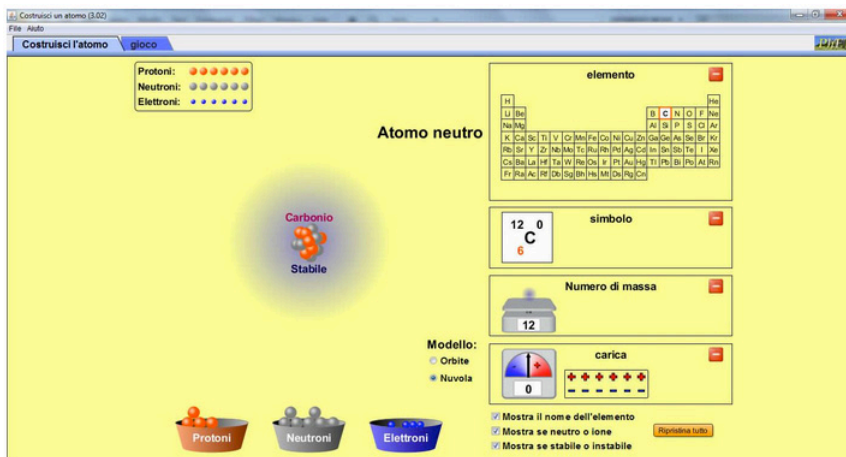 Costruisci un atomo (3.02)
File Aiuto
Costruisci l'atomo gioco
Protoni:
Neutroni:
Elettroni:
Atomo neutro
Carbonio
Stabile
Modello:
Orbite
Nuvola
Protoni Neutroni Elettroni
elemento
H He
Li Be B C N O F Ne
Na Mg Al Si P S Cl Ar
K Ca Sc Ti V Cr Mn Fe Co Ni Cu Zn Ga Ge As Se Br Kr
Rb Sr Y Zr Nb Mo Tc Ru Rh Pd Ag Cd In Sn Sb Te I Xe
Cs Ba La Hf Ta W Re Os Ir Pt Au Hg Tl Pb Bi Po At Rn
Fr Ra Ac Rf Db Sg Bh Hs Mt Ds Rg Cn
simbolo
12 0
C
6
Numero di massa
12
carica
- +
0
+ + + + + +
- - - - - -
Mostra il nome dell'elemento
Mostra se neutro o ione
Mostra se stabile o instabile
Ripristina tutto